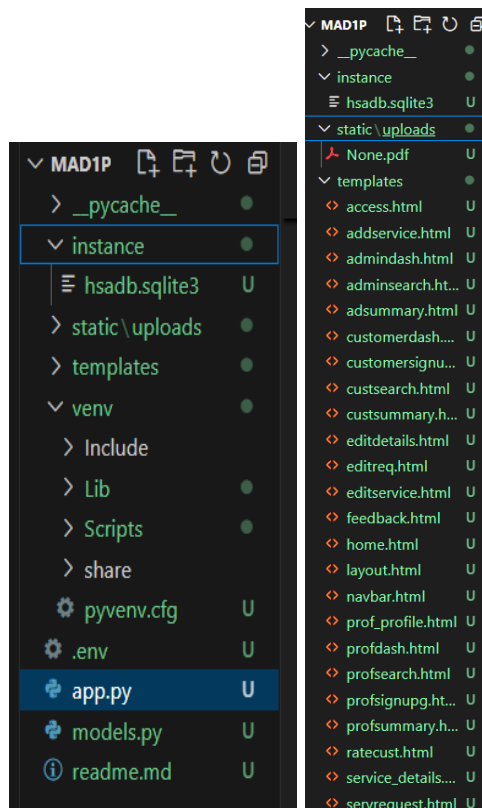 MAD1P
__pycache__
instance
hsadb.sqlite3 U
static\uploads
templates
venv
Include
Lib
Scripts
share
pyvenv.cfg U
.env
app.py U
models.py U
readme.md U
MAD1P
__pycache__
instance
hsadb.sqlite3 U
static\uploads
None.pdf U
templates
access.html U
addservice.html U
admindash.html U
adminsearch.ht... U
adsummary.html U
customerdash.... U
customersignu... U
custsearch.html U
custsummary.h... U
editdetails.html U
editreq.html U
editservice.html U
feedback.html U
home.html U
layout.html U
navbar.html U
prof_profile.html U
profdash.html U
profsearch.html U
profsignupg.ht... U
profsummary.h... U
ratecust.html U
service_details.... U
servrequest.html U